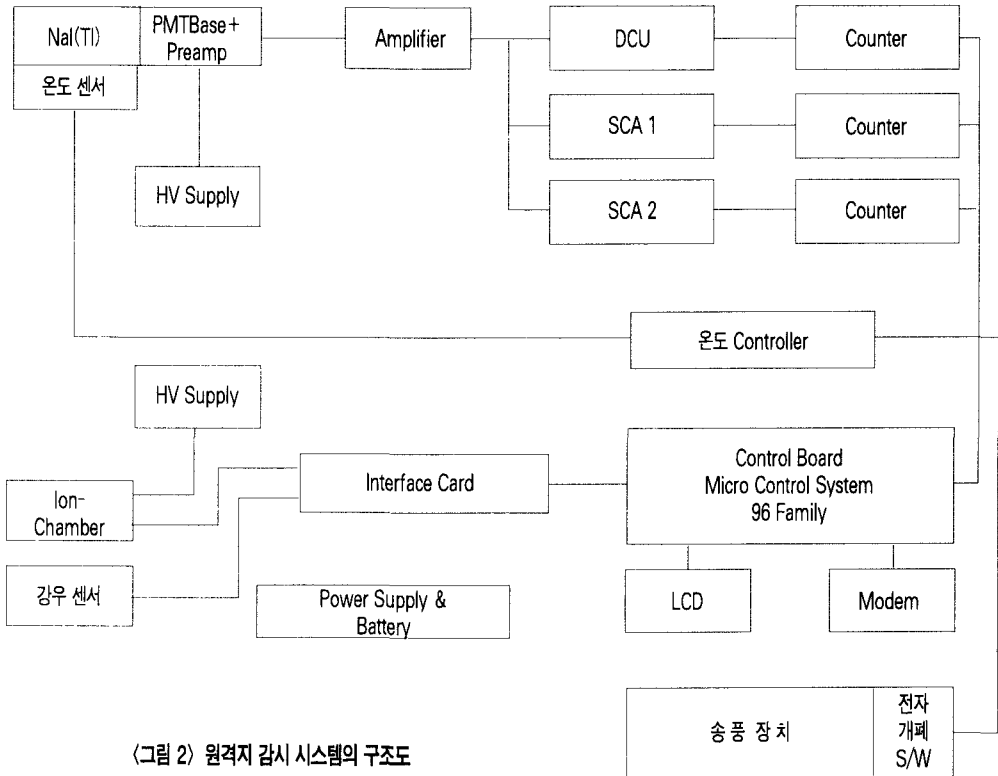 NaI(Tl)
PMTBase+
Preamp
Amplifier
DCU
Counter
온도 센서
SCA 1
Counter
HV Supply
SCA 2
Counter
온도 Controller
HV Supply
Interface Card
Control Board
Micro Control System
96 Family
Ion-
Chamber
강우 센서
Power Supply &
Battery
LCD
Modem
송풍 장치
전자
개폐
S/W
〈그림 2〉 원격지 감시 시스템의 구조도